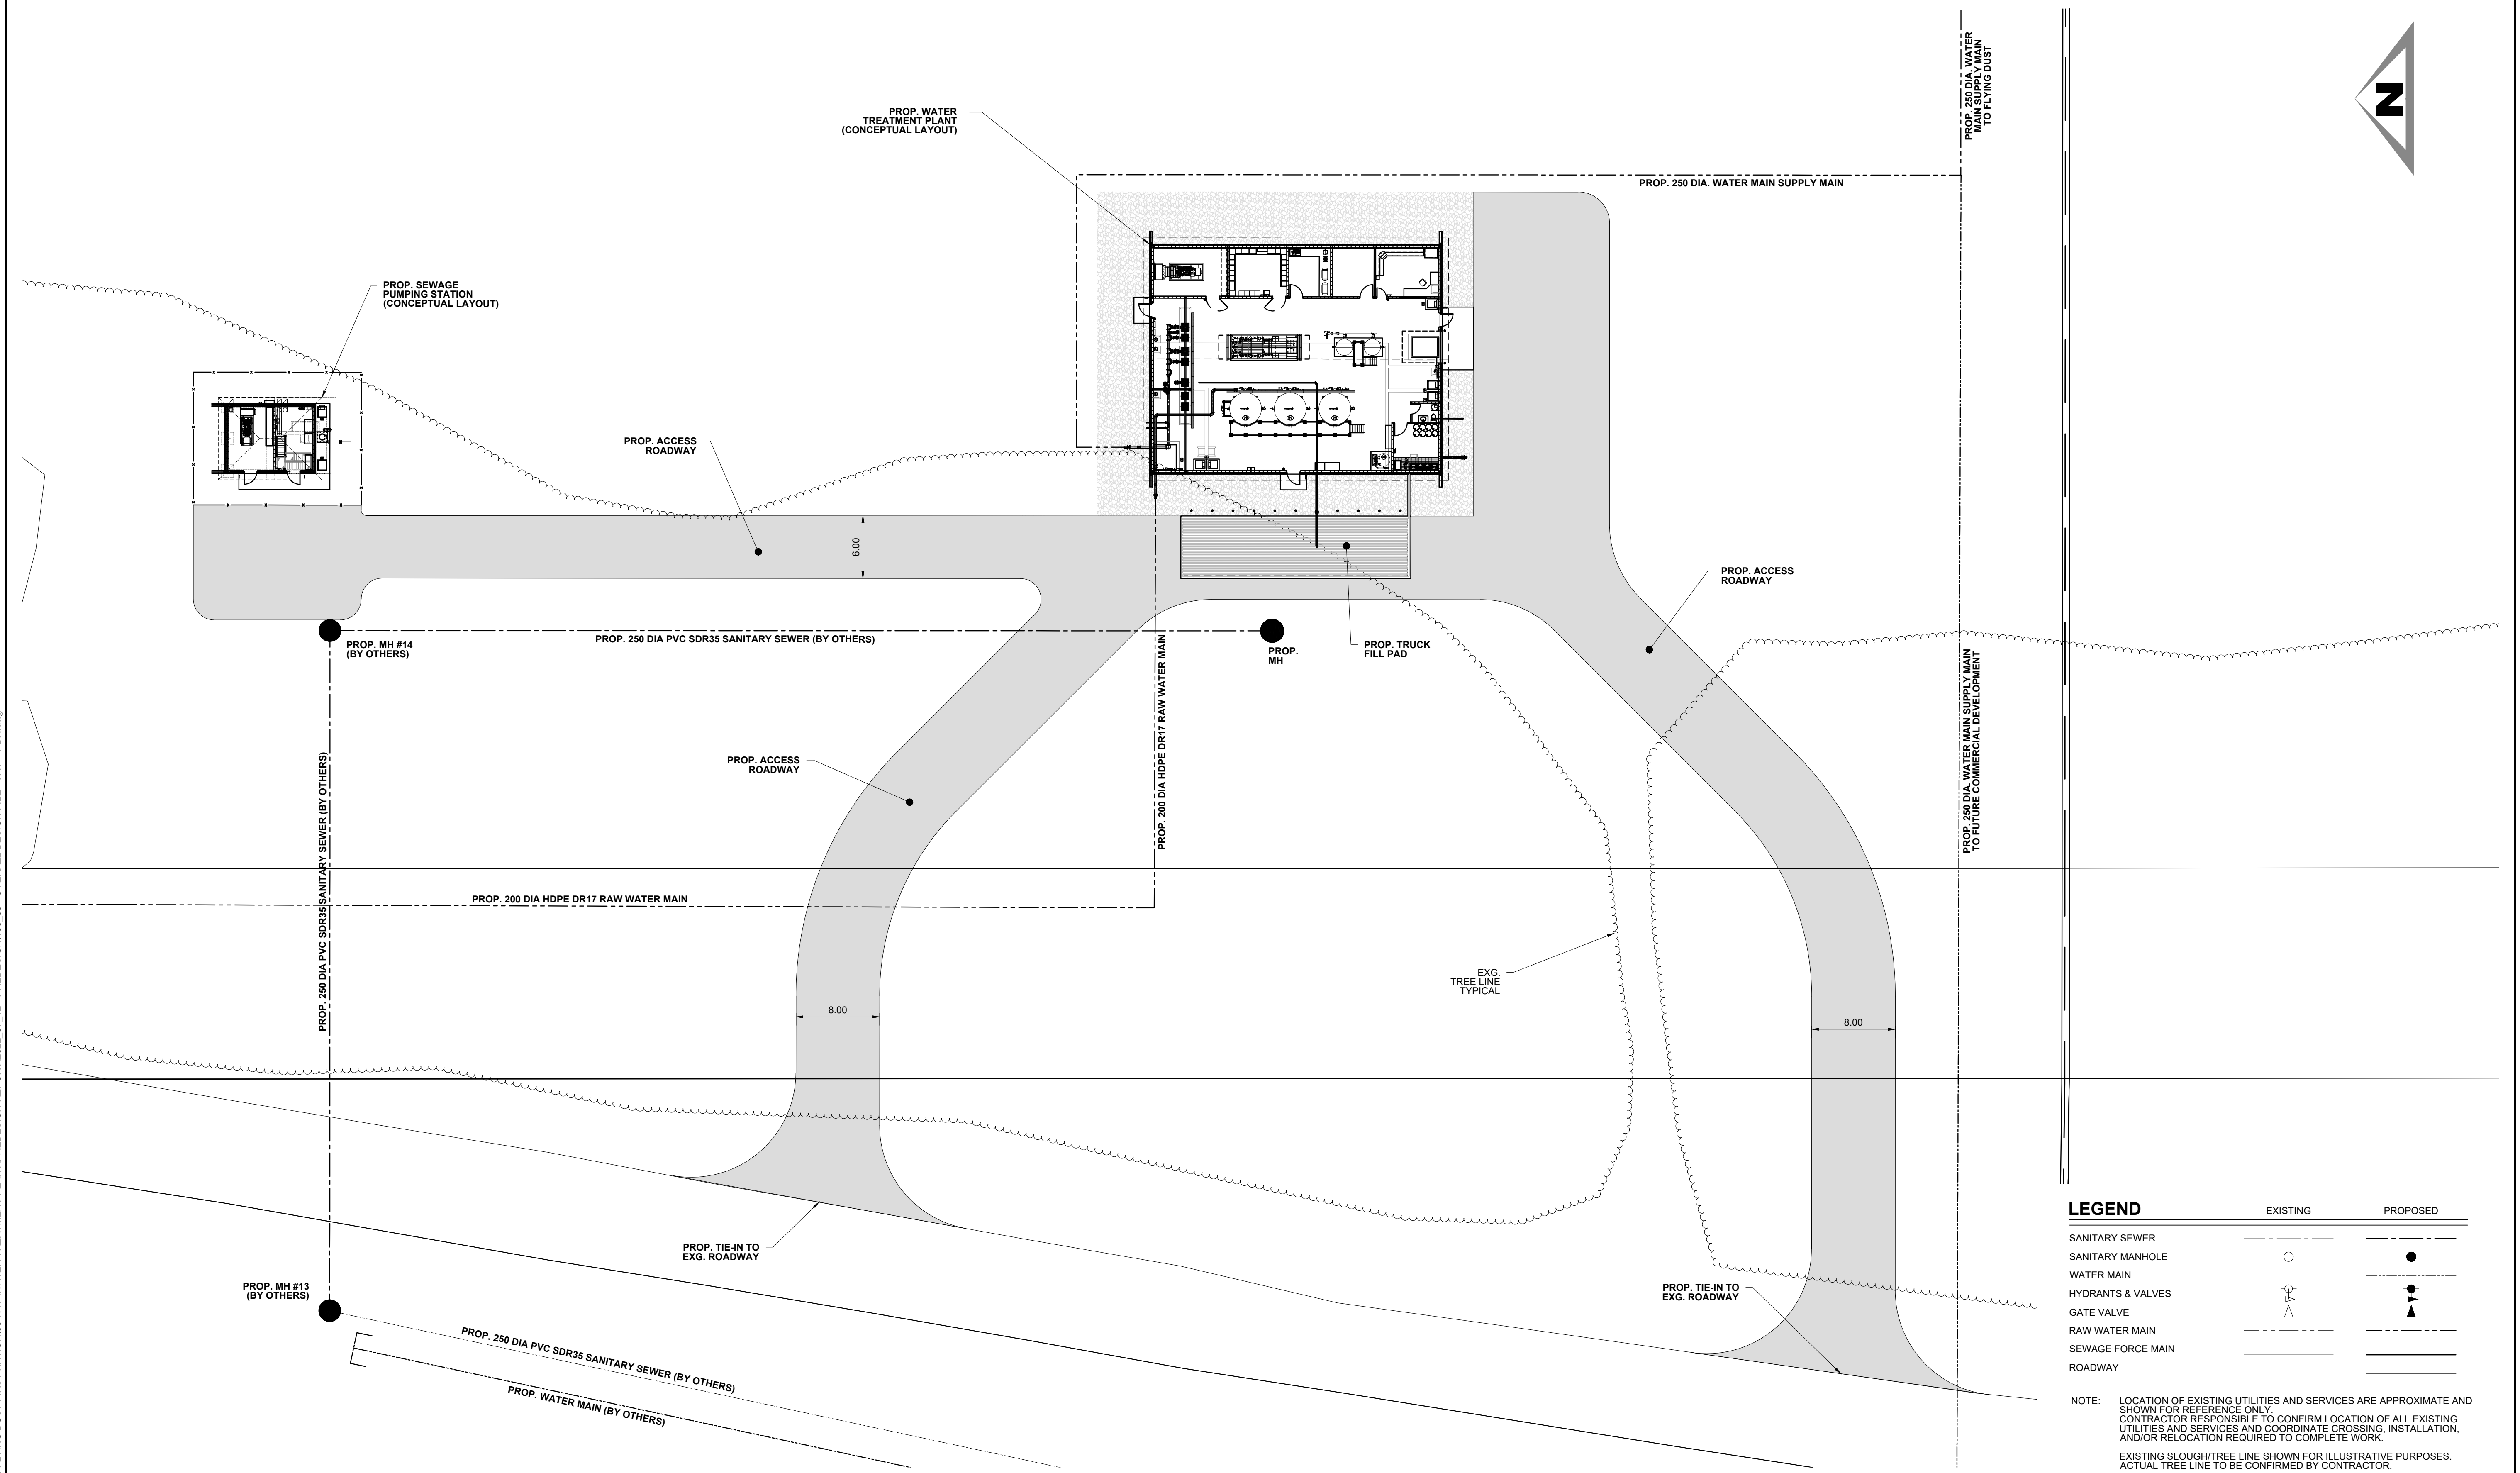 PROP. 250 DIA. WATER
MAIN SUPPLY MAIN
TO FLYING DUST
N
PROP. WATER
TREATMENT PLANT
(CONCEPTUAL LAYOUT)
PROP. 250 DIA. WATER MAIN SUPPLY MAIN
PROP. SEWAGE
PUMPING STATION
(CONCEPTUAL LAYOUT)
PROP. ACCESS
ROADWAY
6.00
PROP. ACCESS
ROADWAY
PROP. MH #14
(BY OTHERS)
PROP. 250 DIA PVC SDR35 SANITARY SEWER (BY OTHERS)
PROP. 200 DIA HDPE DR17 RAW WATER MAIN
PROP.
MH
PROP. TRUCK
FILL PAD
PROP. 250 DIA. WATER MAIN SUPPLY MAIN
TO FUTURE COMMERCIAL DEVELOPMENT
PROP. 250 DIA PVC SDR35 SANITARY SEWER (BY OTHERS)
PROP. ACCESS
ROADWAY
PROP. 200 DIA HDPE DR17 RAW WATER MAIN
EXG.
TREE LINE
TYPICAL
8.00
8.00
PROP. TIE-IN TO
EXG. ROADWAY
PROP. MH #13
(BY OTHERS)
PROP. TIE-IN TO
EXG. ROADWAY
PROP. 250 DIA PVC SDR35 SANITARY SEWER (BY OTHERS)
PROP. WATER MAIN (BY OTHERS)
LEGEND EXISTING PROPOSED
SANITARY SEWER
SANITARY MANHOLE
WATER MAIN
HYDRANTS & VALVES
GATE VALVE
RAW WATER MAIN
SEWAGE FORCE MAIN
ROADWAY
NOTE: LOCATION OF EXISTING UTILITIES AND SERVICES ARE APPROXIMATE AND
SHOWN FOR REFERENCE ONLY.
CONTRACTOR RESPONSIBLE TO CONFIRM LOCATION OF ALL EXISTING
UTILITIES AND SERVICES AND COORDINATE CROSSING, INSTALLATION,
AND/OR RELOCATION REQUIRED TO COMPLETE WORK.
EXISTING SLOUGH/TREE LINE SHOWN FOR ILLUSTRATIVE PURPOSES.
ACTUAL TREE LINE TO BE CONFIRMED BY CONTRACTOR.